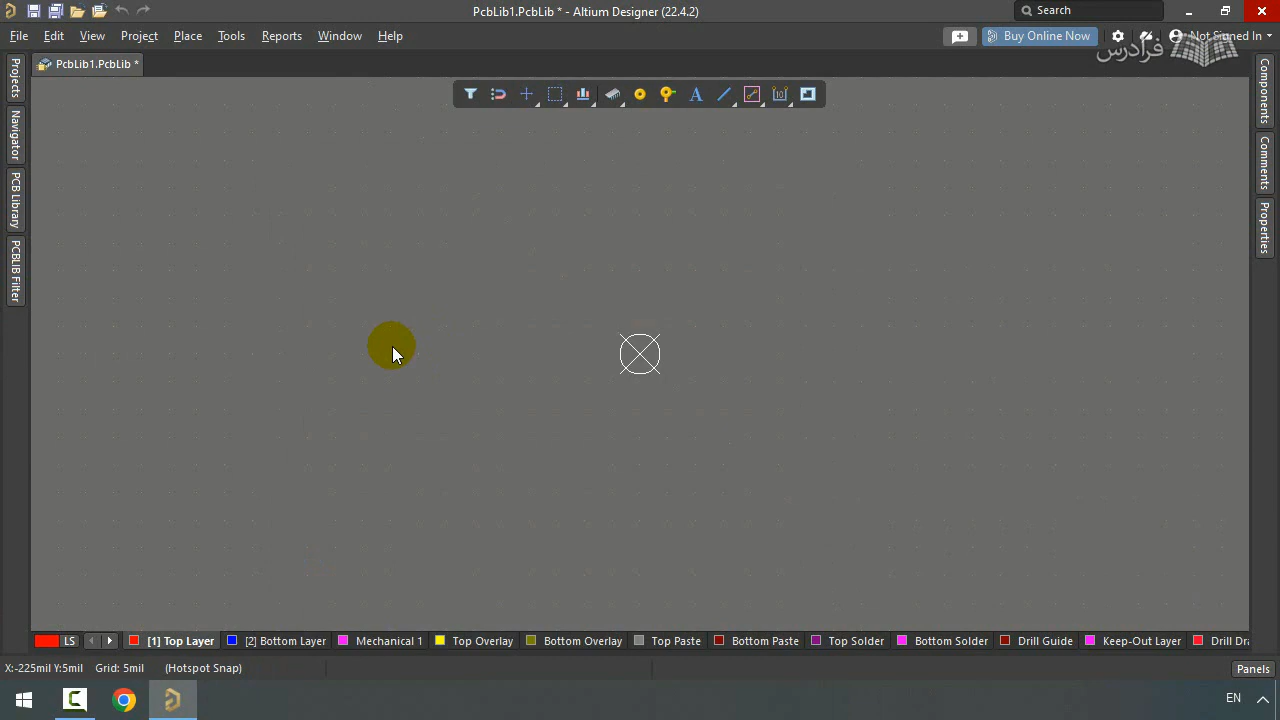 PcbLib1.PcbLib * - Altium Designer (22.4.2)
Search
File Edit View Project Place Tools Reports Window Help
Buy Online Now
Not Signed In
فرادرس
PcbLib1.PcbLib *
Projects
Navigator
PCB Library
PCBLIB Filter
Components
Comments
Properties
A
10
LS
[1] Top Layer
[2] Bottom Layer
Mechanical 1
Top Overlay
Bottom Overlay
Top Paste
Bottom Paste
Top Solder
Bottom Solder
Drill Guide
Keep-Out Layer
Drill Dra
X:-225mil Y:5mil Grid: 5mil (Hotspot Snap)
Panels
C
EN